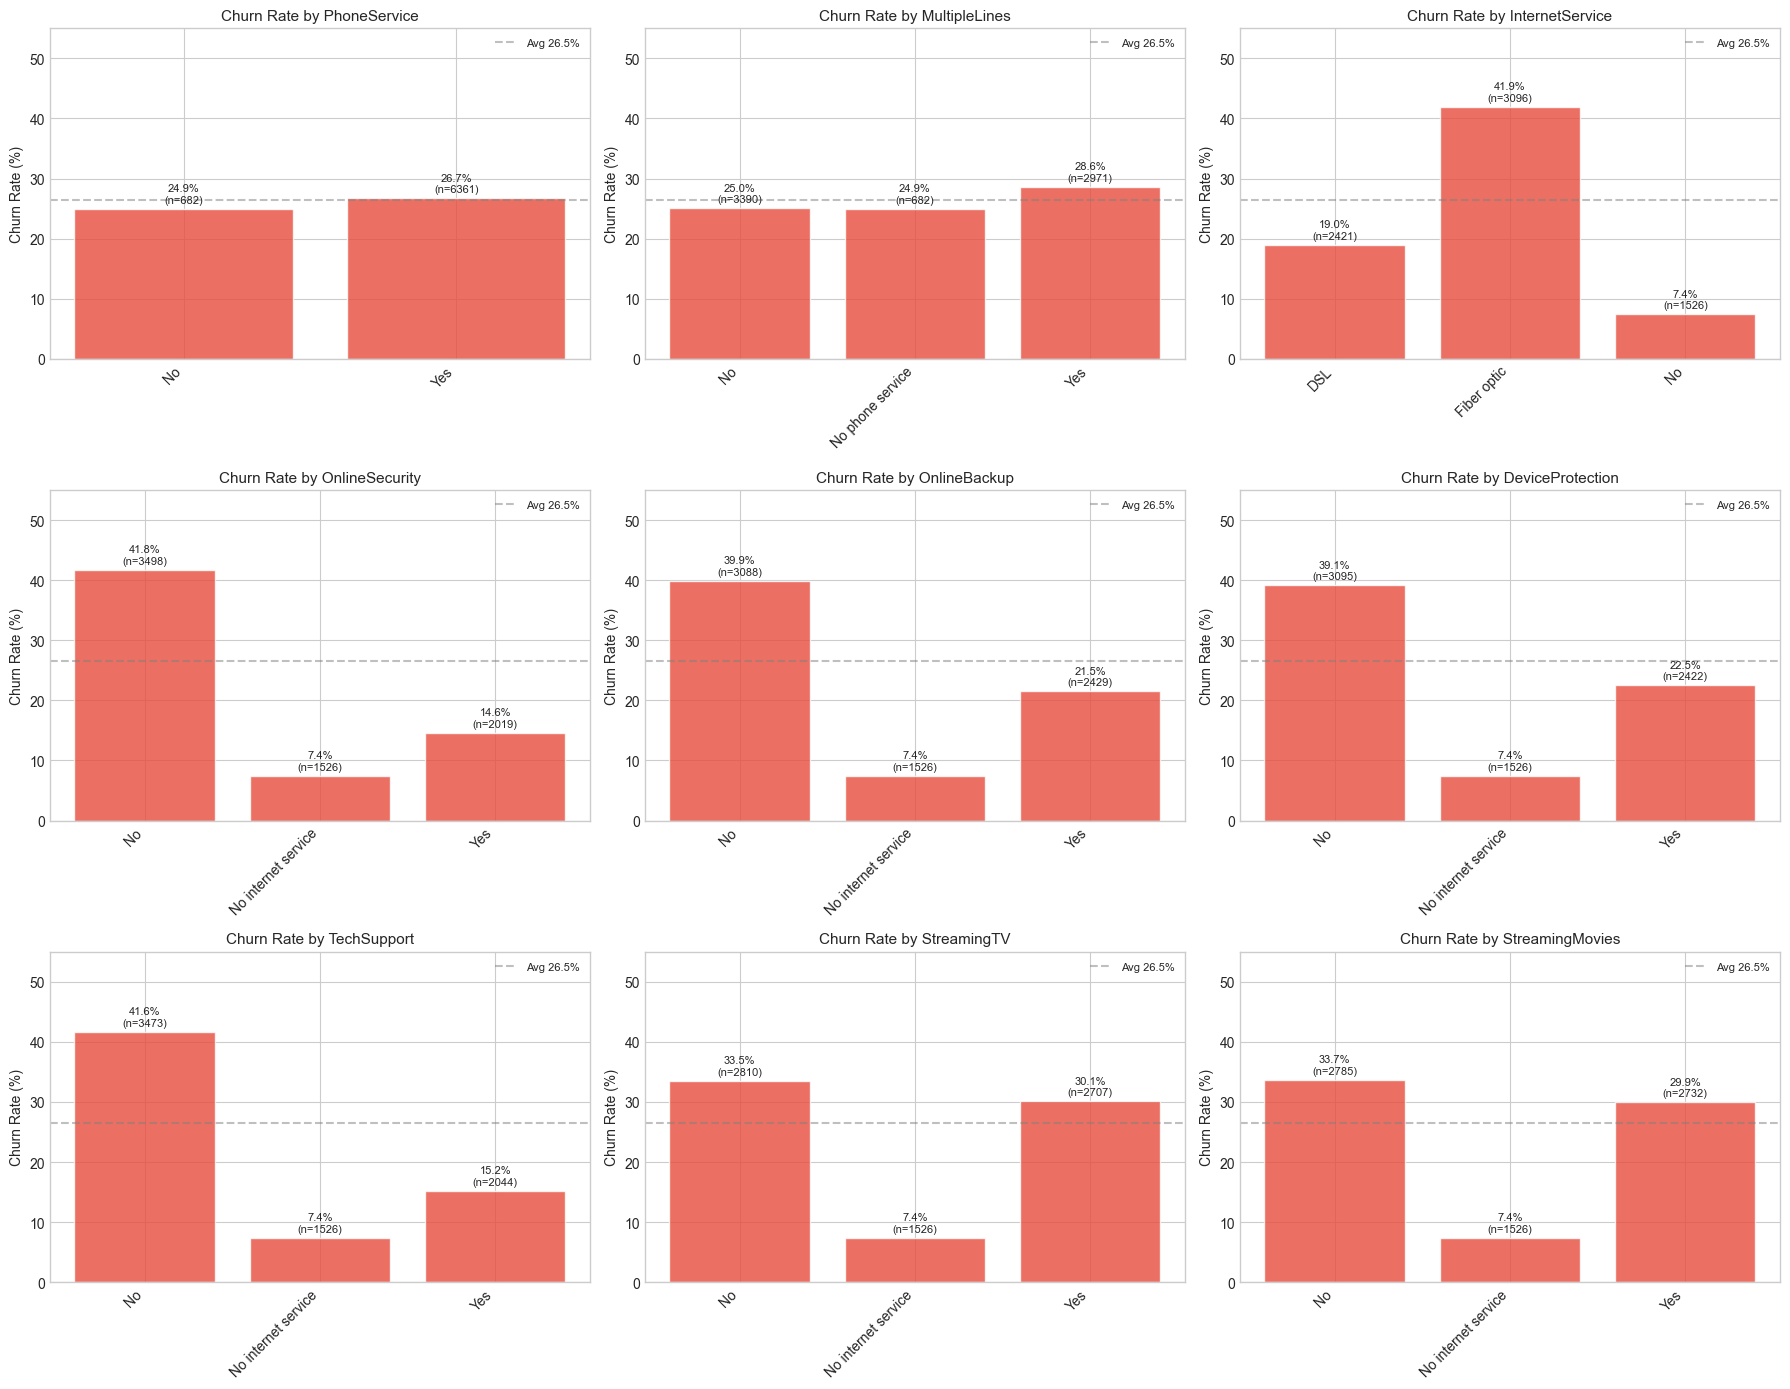 Churn Rate by PhoneService
Avg 26.5%
Churn Rate (%)
50
40
30
20
10
0
24.9%
(n=682)
26.7%
(n=6361)
No
Yes
Churn Rate by MultipleLines
Avg 26.5%
Churn Rate (%)
50
40
30
20
10
0
25.0%
(n=3390)
24.9%
(n=682)
28.6%
(n=2971)
No
No phone service
Yes
Churn Rate by InternetService
Avg 26.5%
Churn Rate (%)
50
40
30
20
10
0
19.0%
(n=2421)
41.9%
(n=3096)
7.4%
(n=1526)
DSL
Fiber optic
No
Churn Rate by OnlineSecurity
Avg 26.5%
Churn Rate (%)
50
40
30
20
10
0
41.8%
(n=3498)
7.4%
(n=1526)
14.6%
(n=2019)
No
No internet service
Yes
Churn Rate by OnlineBackup
Avg 26.5%
Churn Rate (%)
50
40
30
20
10
0
39.9%
(n=3088)
7.4%
(n=1526)
21.5%
(n=2429)
No
No internet service
Yes
Churn Rate by DeviceProtection
Avg 26.5%
Churn Rate (%)
50
40
30
20
10
0
39.1%
(n=3095)
7.4%
(n=1526)
22.5%
(n=2422)
No
No internet service
Yes
Churn Rate by TechSupport
Avg 26.5%
Churn Rate (%)
50
40
30
20
10
0
41.6%
(n=3473)
7.4%
(n=1526)
15.2%
(n=2044)
No
No internet service
Yes
Churn Rate by StreamingTV
Avg 26.5%
Churn Rate (%)
50
40
30
20
10
0
33.5%
(n=2810)
7.4%
(n=1526)
30.1%
(n=2707)
No
No internet service
Yes
Churn Rate by StreamingMovies
Avg 26.5%
Churn Rate (%)
50
40
30
20
10
0
33.7%
(n=2785)
7.4%
(n=1526)
29.9%
(n=2732)
No
No internet service
Yes